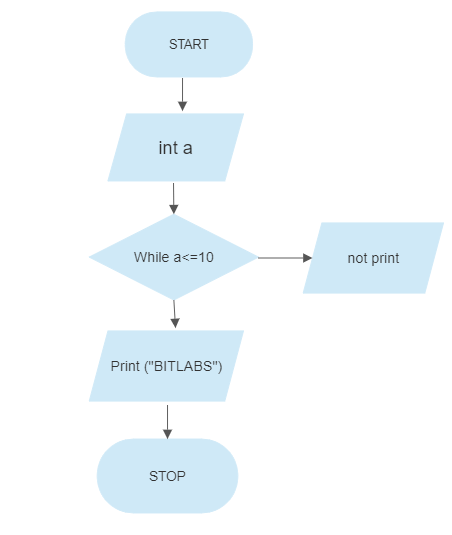 START
int a
While a<=10
not print
Print ("BITLABS")
STOP